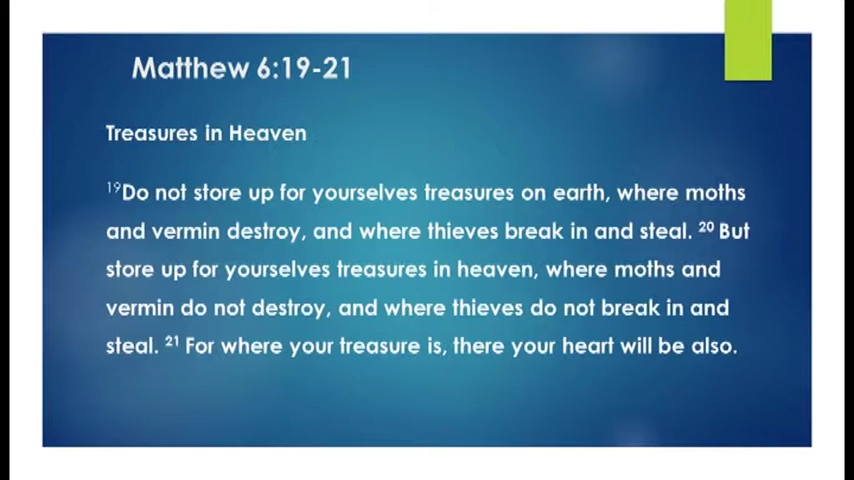 Matthew 6:19-21
Treasures in Heaven
¹⁹Do not store up for yourselves treasures on earth, where moths
and vermin destroy, and where thieves break in and steal. ²⁰ But
store up for yourselves treasures in heaven, where moths and
vermin do not destroy, and where thieves do not break in and
steal. ²¹ For where your treasure is, there your heart will be also.